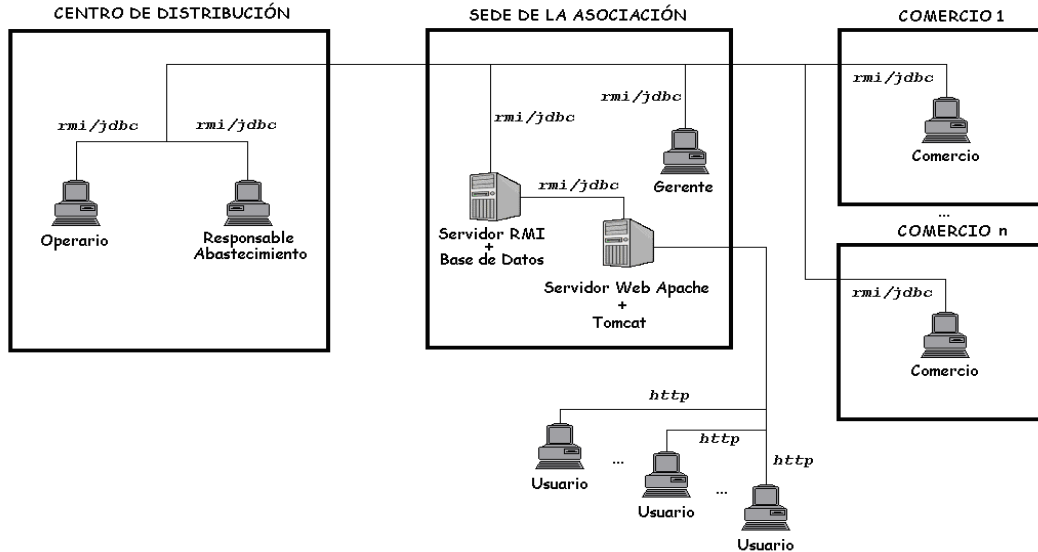 CENTRO DE DISTRIBUCIÓN
SEDE DE LA ASOCIACIÓN
COMERCIO 1
rmi/jdbc
rmi/jdbc
Operario
Responsable
Abastecimiento
rmi/jdbc
rmi/jdbc
Gerente
rmi/jdbc
Servidor RMI
+
Base de Datos
Servidor Web Apache
+
Tomcat
rmi/jdbc
Comercio
...
COMERCIO n
rmi/jdbc
Comercio
http
http
http
Usuario
...
Usuario
...
Usuario